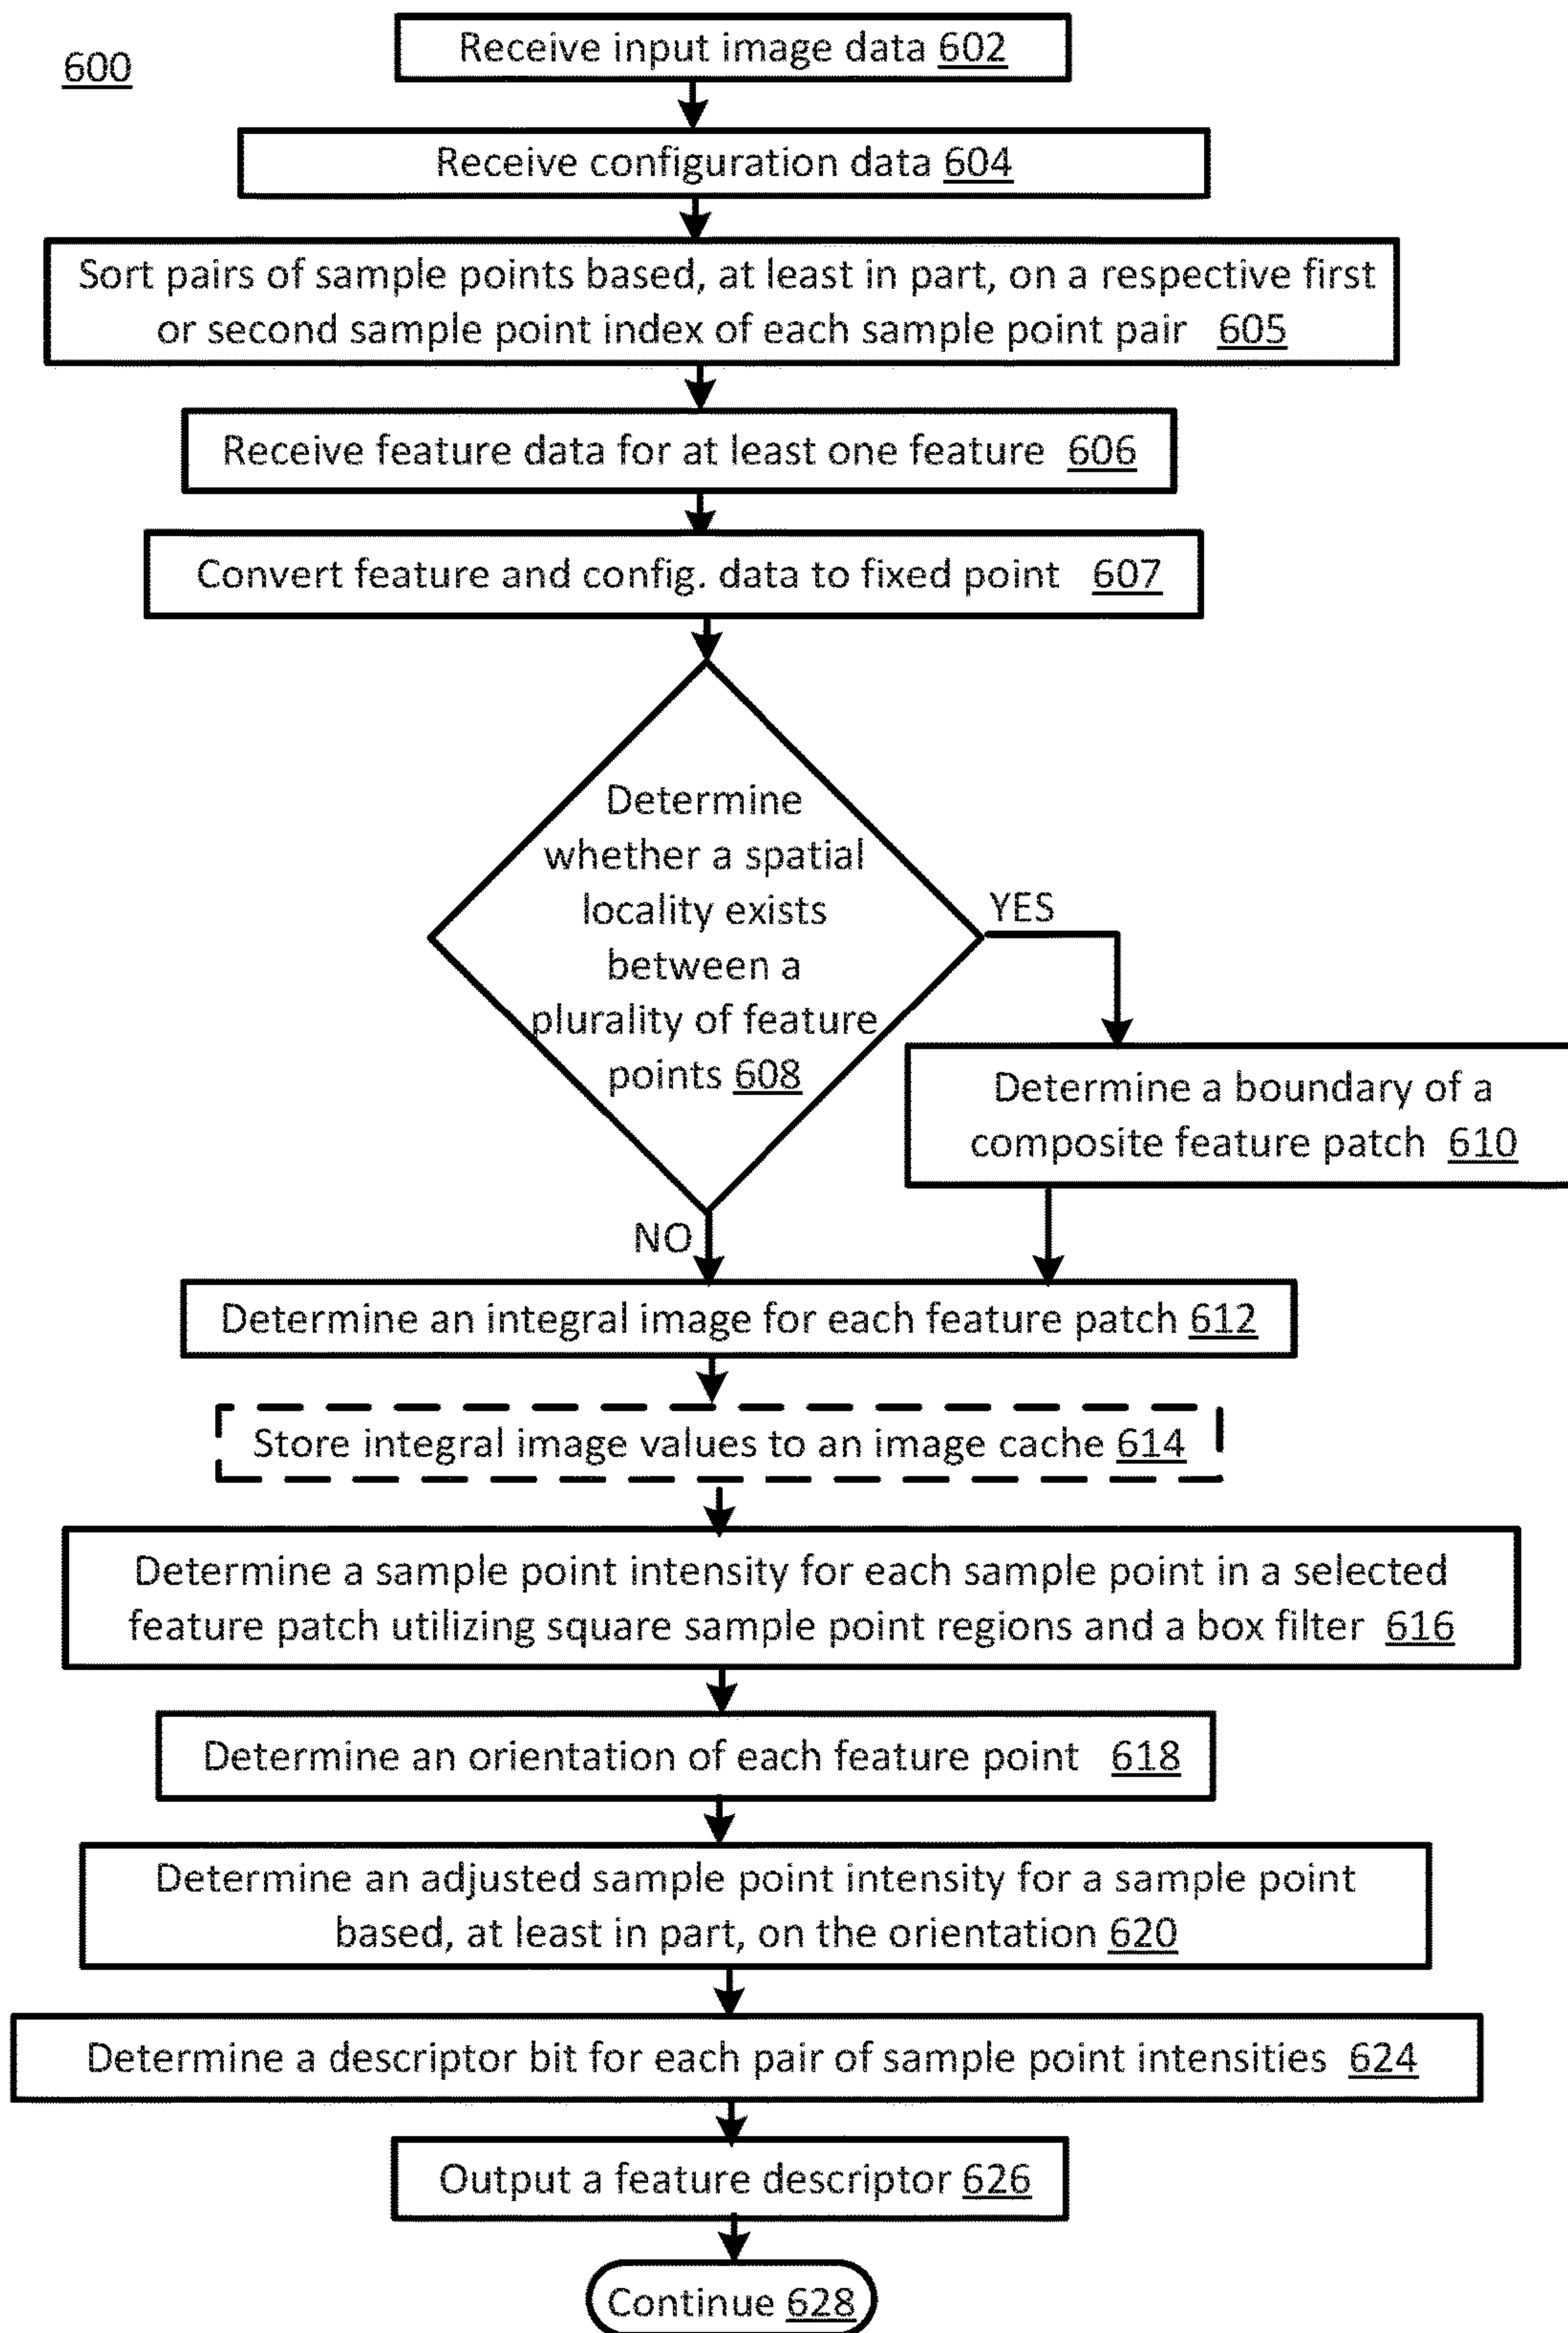 600
Receive input image data 602
Receive configuration data 604
Sort pairs of sample points based, at least in part, on a respective first
or second sample point index of each sample point pair 605
Receive feature data for at least one feature 606
Convert feature and config. data to fixed point 607
Determine
whether a spatial
locality exists
between a
plurality of feature
points 608
YES
Determine a boundary of a
composite feature patch 610
NO
Determine an integral image for each feature patch 612
Store integral image values to an image cache 614
Determine a sample point intensity for each sample point in a selected
feature patch utilizing square sample point regions and a box filter 616
Determine an orientation of each feature point 618
Determine an adjusted sample point intensity for a sample point
based, at least in part, on the orientation 620
Determine a descriptor bit for each pair of sample point intensities 624
Output a feature descriptor 626
Continue 628